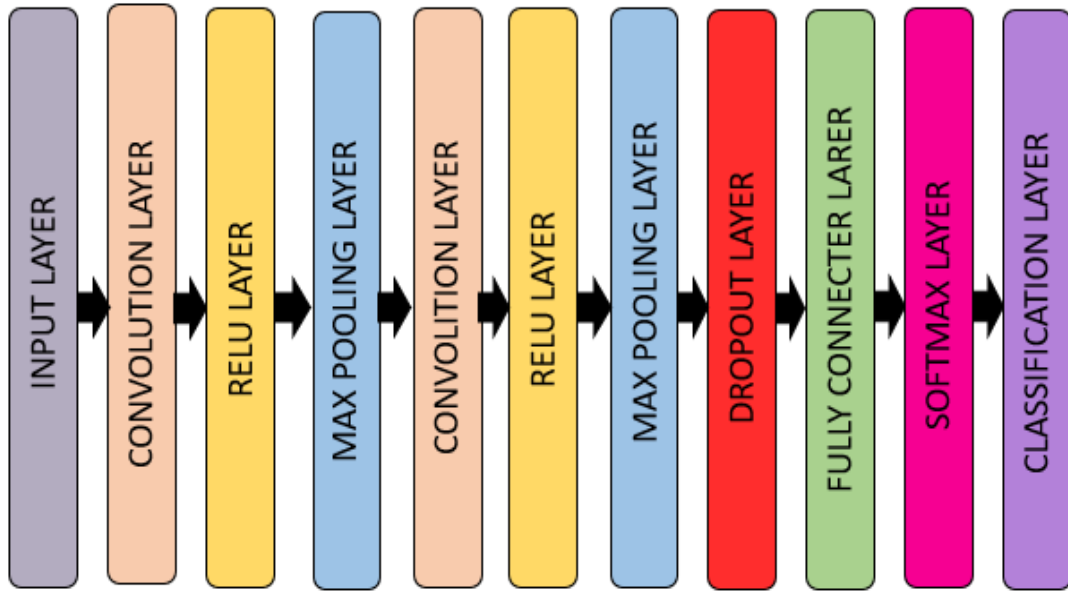 INPUT LAYER
CONVOLUTION LAYER
RELU LAYER
MAX POOLING LAYER
CONVOLITION LAYER
RELU LAYER
MAX POOLING LAYER
DROPOUT LAYER
FULLY CONNECTER LARER
SOFTMAX LAYER
CLASSIFICATION LAYER